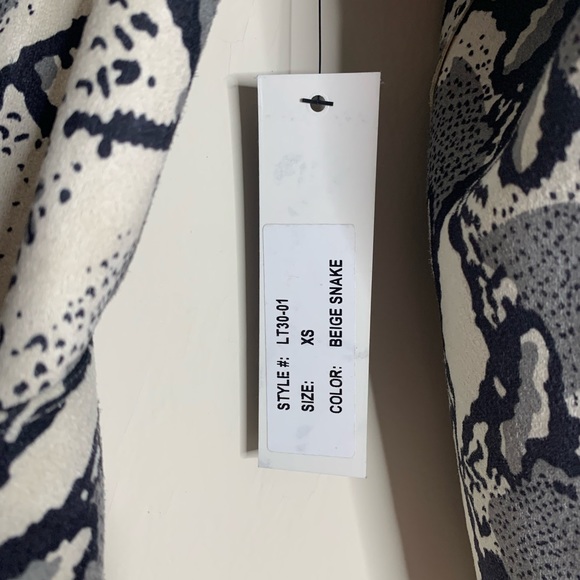 STYLE #: LT30-01
SIZE: XS
COLOR: BEIGE SNAKE